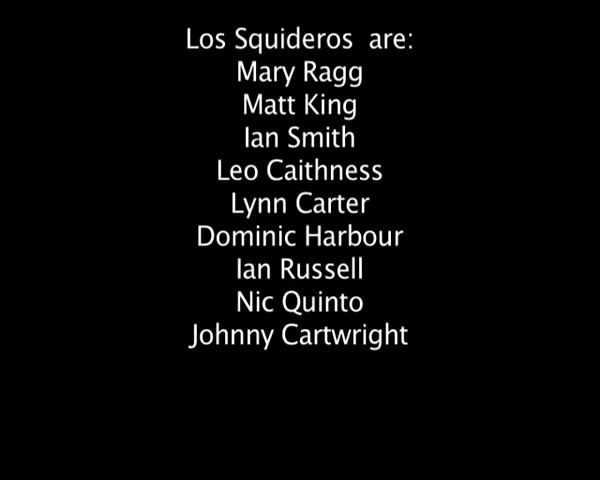 Los Squideros  are:
Mary Ragg
Matt King
Ian Smith
Leo Caithness
Lynn Carter
Dominic Harbour
Ian Russell
Nic Quinto
Johnny Cartwright